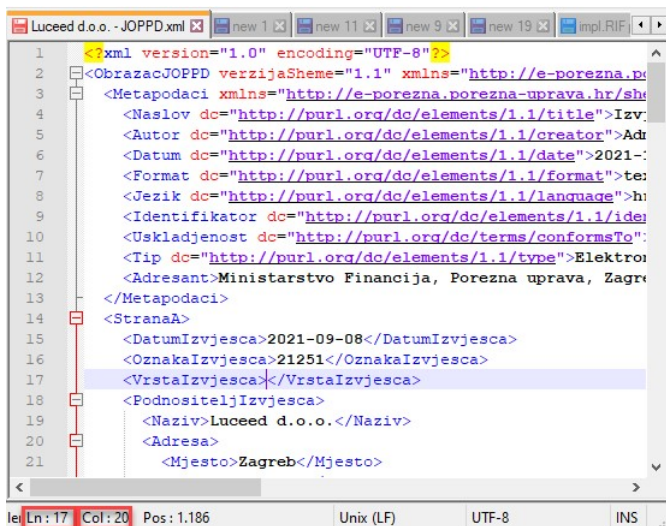 Luceed d.o.o. - JOPPD.xml new 1 new 11 new 9 new 19 impl.RIF
1 <?xml version="1.0" encoding="UTF-8"?>
2 <ObrazacJOPPD verzijaSheme="1.1" xmlns="http://e-porezna.po
3 <Metapodaci xmlns="http://e-porezna.porezna-uprava.hr/she
4 <Naslov dc="http://purl.org/dc/elements/1.1/title">Izvj
5 <Autor dc="http://purl.org/dc/elements/1.1/creator">Adm
6 <Datum dc="http://purl.org/dc/elements/1.1/date">2021-1
7 <Format dc="http://purl.org/dc/elements/1.1/format">tex
8 <Jezik dc="http://purl.org/dc/elements/1.1/language">hr
9 <Identifikator dc="http://purl.org/dc/elements/1.1/iden
10 <Uskladjenost dc="http://purl.org/dc/terms/conformsTo":
11 <Tip dc="http://purl.org/dc/elements/1.1/type">Elektron
12 <Adresant>Ministarstvo Financija, Porezna uprava, Zagre
13 </Metapodaci>
14 <StranaA>
15 <DatumIzvjesca>2021-09-08</DatumIzvjesca>
16 <OznakaIzvjesca>21251</OznakaIzvjesca>
17 <VrstaIzvjesca></VrstaIzvjesca>
18 <PodnositeljIzvjesca>
19 <Naziv>Luceed d.o.o.</Naziv>
20 <Adresa>
21 <Mjesto>Zagreb</Mjesto>
Ln : 17 Col : 20 Pos : 1.186 Unix (LF) UTF-8 INS